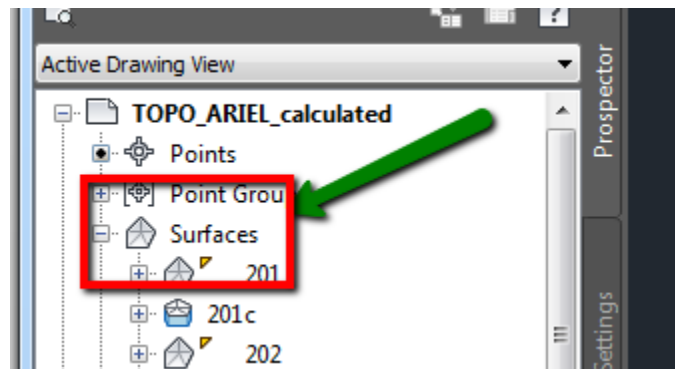 ?
Active Drawing View
TOPO_ARIEL_calculated
Points
Point Grou
Surfaces
201
201c
202
Prospector
Settings